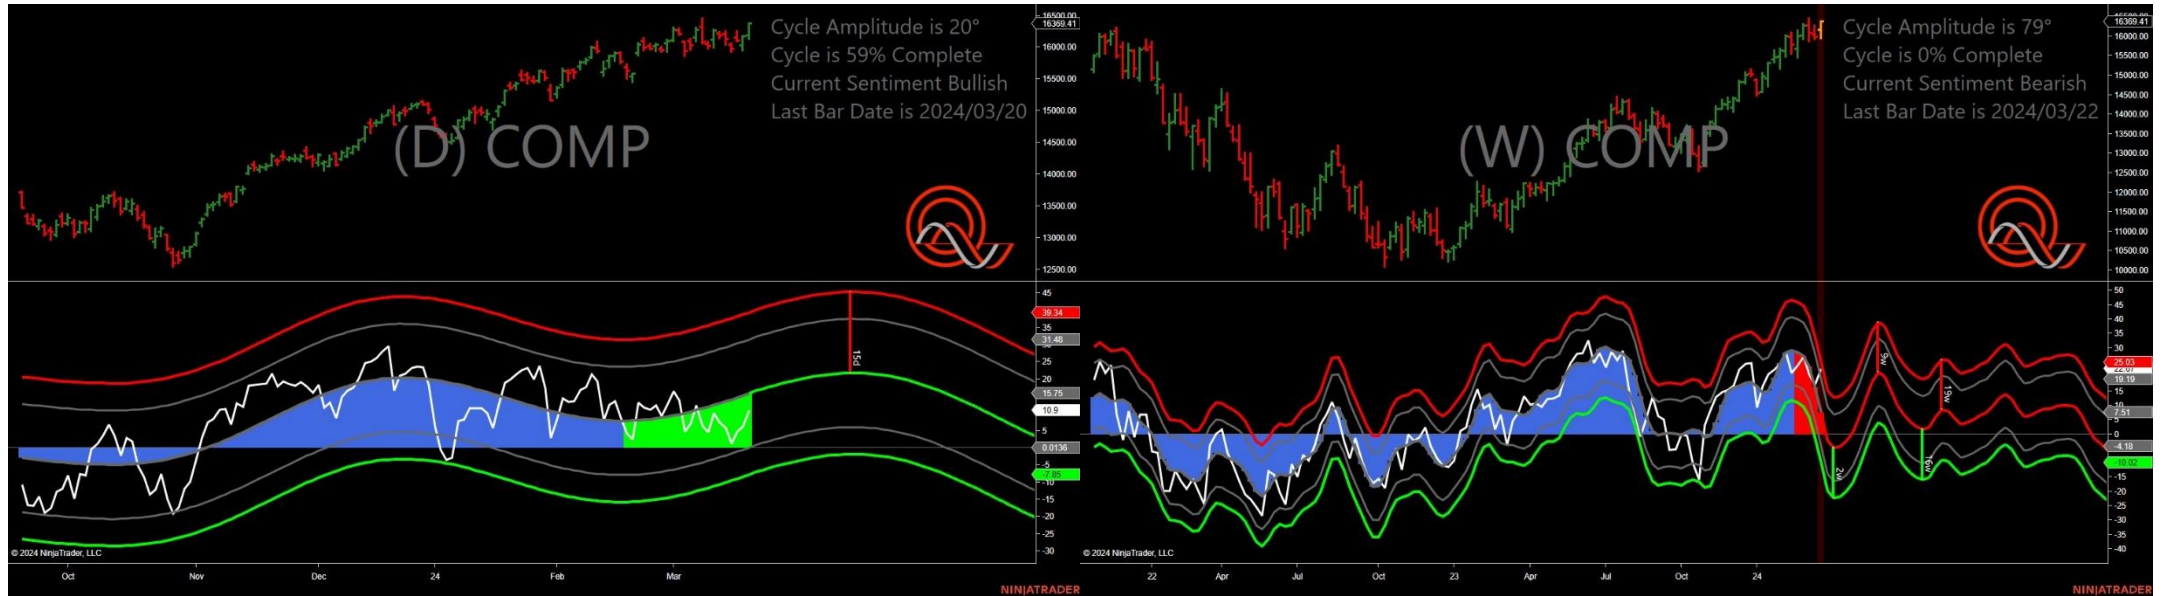 Cycle Amplitude is 20°
Cycle is 59% Complete
Current Sentiment Bullish
Last Bar Date is 2024/03/20
(D) COMP
16500.00
16369.41
16000.00
15500.00
15000.00
14500.00
14000.00
13500.00
13000.00
12500.00
45
39.34
35
31.48
25
20
15.75
10.9
5
0.0136
-5
-7.85
-10
-15
-20
-25
-30
15d
© 2024 NinjaTrader, LLC
Oct Nov Dec 24 Feb Mar
NINJATRADER
Cycle Amplitude is 79°
Cycle is 0% Complete
Current Sentiment Bearish
Last Bar Date is 2024/03/22
(W) COMP
16369.41
16000.00
15500.00
15000.00
14500.00
14000.00
13500.00
13000.00
12500.00
12000.00
11500.00
11000.00
10500.00
10000.00
50
45
40
35
30
25.03
19.19
15
10
7.51
5
0
-4.18
-10.02
-15
-20
-25
-30
-35
-40
2w
9w
16w
19w
© 2024 NinjaTrader, LLC
22 Apr Jul Oct 23 Apr Jul Oct 24
NINJATRADER